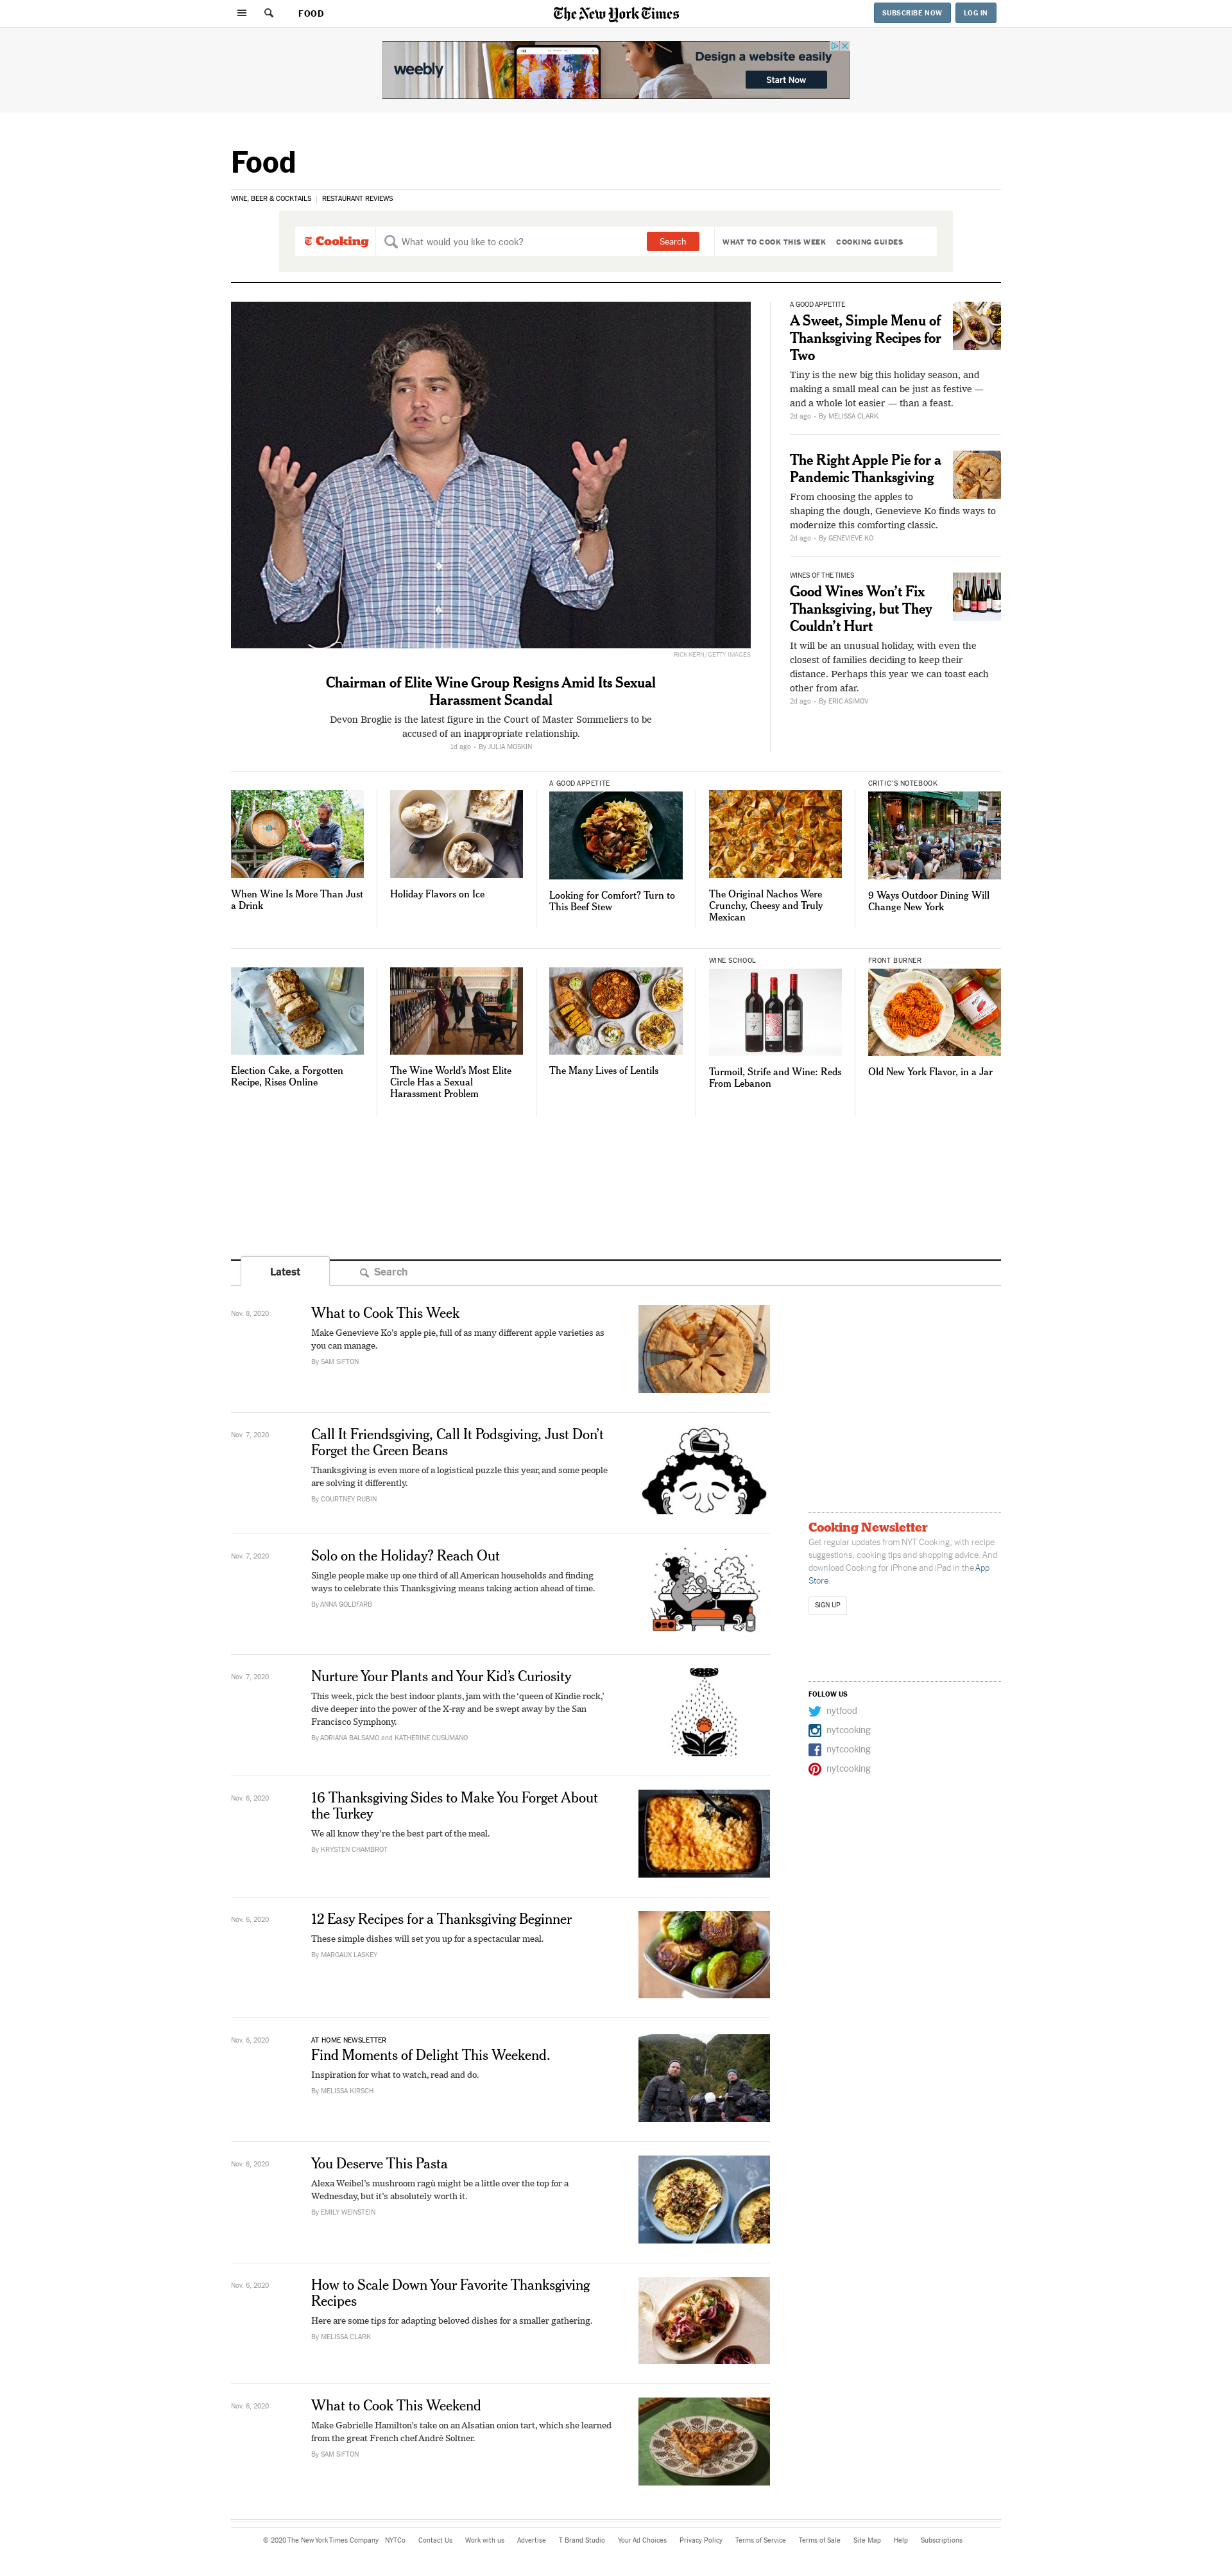 FOOD
The New York Times
SUBSCRIBE NOW
LOG IN
weebly
Design a website easily
Start Now
Food
WINE, BEER & COCKTAILS | RESTAURANT REVIEWS
Cooking
What would you like to cook?
Search
WHAT TO COOK THIS WEEK
COOKING GUIDES
RICK KERN/GETTY IMAGES
Chairman of Elite Wine Group Resigns Amid Its Sexual
Harassment Scandal
Devon Broglie is the latest figure in the Court of Master Sommeliers to be
accused of an inappropriate relationship.
1d ago - By JULIA MOSKIN
A GOOD APPETITE
A Sweet, Simple Menu of
Thanksgiving Recipes for
Two
Tiny is the new big this holiday season, and
making a small meal can be just as festive —
and a whole lot easier — than a feast.
2d ago - By MELISSA CLARK
The Right Apple Pie for a
Pandemic Thanksgiving
From choosing the apples to
shaping the dough, Genevieve Ko finds ways to
modernize this comforting classic.
2d ago - By GENEVIEVE KO
WINES OF THE TIMES
Good Wines Won’t Fix
Thanksgiving, but They
Couldn’t Hurt
It will be an unusual holiday, with even the
closest of families deciding to keep their
distance. Perhaps this year we can toast each
other from afar.
2d ago - By ERIC ASIMOV
When Wine Is More Than Just
a Drink
Holiday Flavors on Ice
A GOOD APPETITE
Looking for Comfort? Turn to
This Beef Stew
The Original Nachos Were
Crunchy, Cheesy and Truly
Mexican
CRITIC’S NOTEBOOK
9 Ways Outdoor Dining Will
Change New York
Election Cake, a Forgotten
Recipe, Rises Online
The Wine World’s Most Elite
Circle Has a Sexual
Harassment Problem
The Many Lives of Lentils
WINE SCHOOL
Turmoil, Strife and Wine: Reds
From Lebanon
FRONT BURNER
Old New York Flavor, in a Jar
Latest
Search
Nov. 8, 2020
What to Cook This Week
Make Genevieve Ko’s apple pie, full of as many different apple varieties as
you can manage.
By SAM SIFTON
Nov. 7, 2020
Call It Friendsgiving, Call It Podsgiving, Just Don’t
Forget the Green Beans
Thanksgiving is even more of a logistical puzzle this year, and some people
are solving it differently.
By COURTNEY RUBIN
Nov. 7, 2020
Solo on the Holiday? Reach Out
Single people make up one third of all American households and finding
ways to celebrate this Thanksgiving means taking action ahead of time.
By ANNA GOLDFARB
Nov. 7, 2020
Nurture Your Plants and Your Kid’s Curiosity
This week, pick the best indoor plants, jam with the ‘queen of Kindie rock,’
dive deeper into the power of the X-ray and be swept away by the San
Francisco Symphony.
By ADRIANA BALSAMO and KATHERINE CUSUMANO
Nov. 6, 2020
16 Thanksgiving Sides to Make You Forget About
the Turkey
We all know they’re the best part of the meal.
By KRYSTEN CHAMBROT
Nov. 6, 2020
12 Easy Recipes for a Thanksgiving Beginner
These simple dishes will set you up for a spectacular meal.
By MARGAUX LASKEY
Nov. 6, 2020
AT HOME NEWSLETTER
Find Moments of Delight This Weekend.
Inspiration for what to watch, read and do.
By MELISSA KIRSCH
Nov. 6, 2020
You Deserve This Pasta
Alexa Weibel’s mushroom ragù might be a little over the top for a
Wednesday, but it’s absolutely worth it.
By EMILY WEINSTEIN
Nov. 6, 2020
How to Scale Down Your Favorite Thanksgiving
Recipes
Here are some tips for adapting beloved dishes for a smaller gathering.
By MELISSA CLARK
Nov. 6, 2020
What to Cook This Weekend
Make Gabrielle Hamilton’s take on an Alsatian onion tart, which she learned
from the great French chef André Soltner.
By SAM SIFTON
Cooking Newsletter
Get regular updates from NYT Cooking, with recipe
suggestions, cooking tips and shopping advice. And
download Cooking for iPhone and iPad in the App
Store.
SIGN UP
FOLLOW US
nytfood
nytcooking
nytcooking
nytcooking
© 2020 The New York Times Company NYTCo Contact Us Work with us Advertise T Brand Studio Your Ad Choices Privacy Policy Terms of Service Terms of Sale Site Map Help Subscriptions